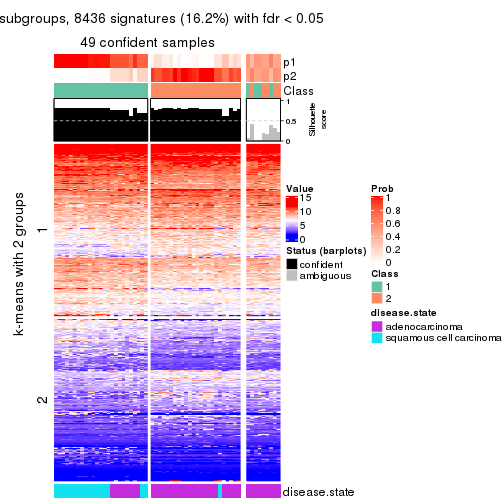 subgroups, 8436 signatures (16.2%) with fdr < 0.05
49 confident samples
p1
p2
Class
1
0.5
0
Silhouette
score
k-means with 2 groups
1
2
Value
15
10
5
0
Status (barplots)
confident
ambiguous
Prob
1
0.8
0.6
0.4
0.2
0
Class
1
2
disease.state
adenocarcinoma
squamous cell carcinoma
disease.state